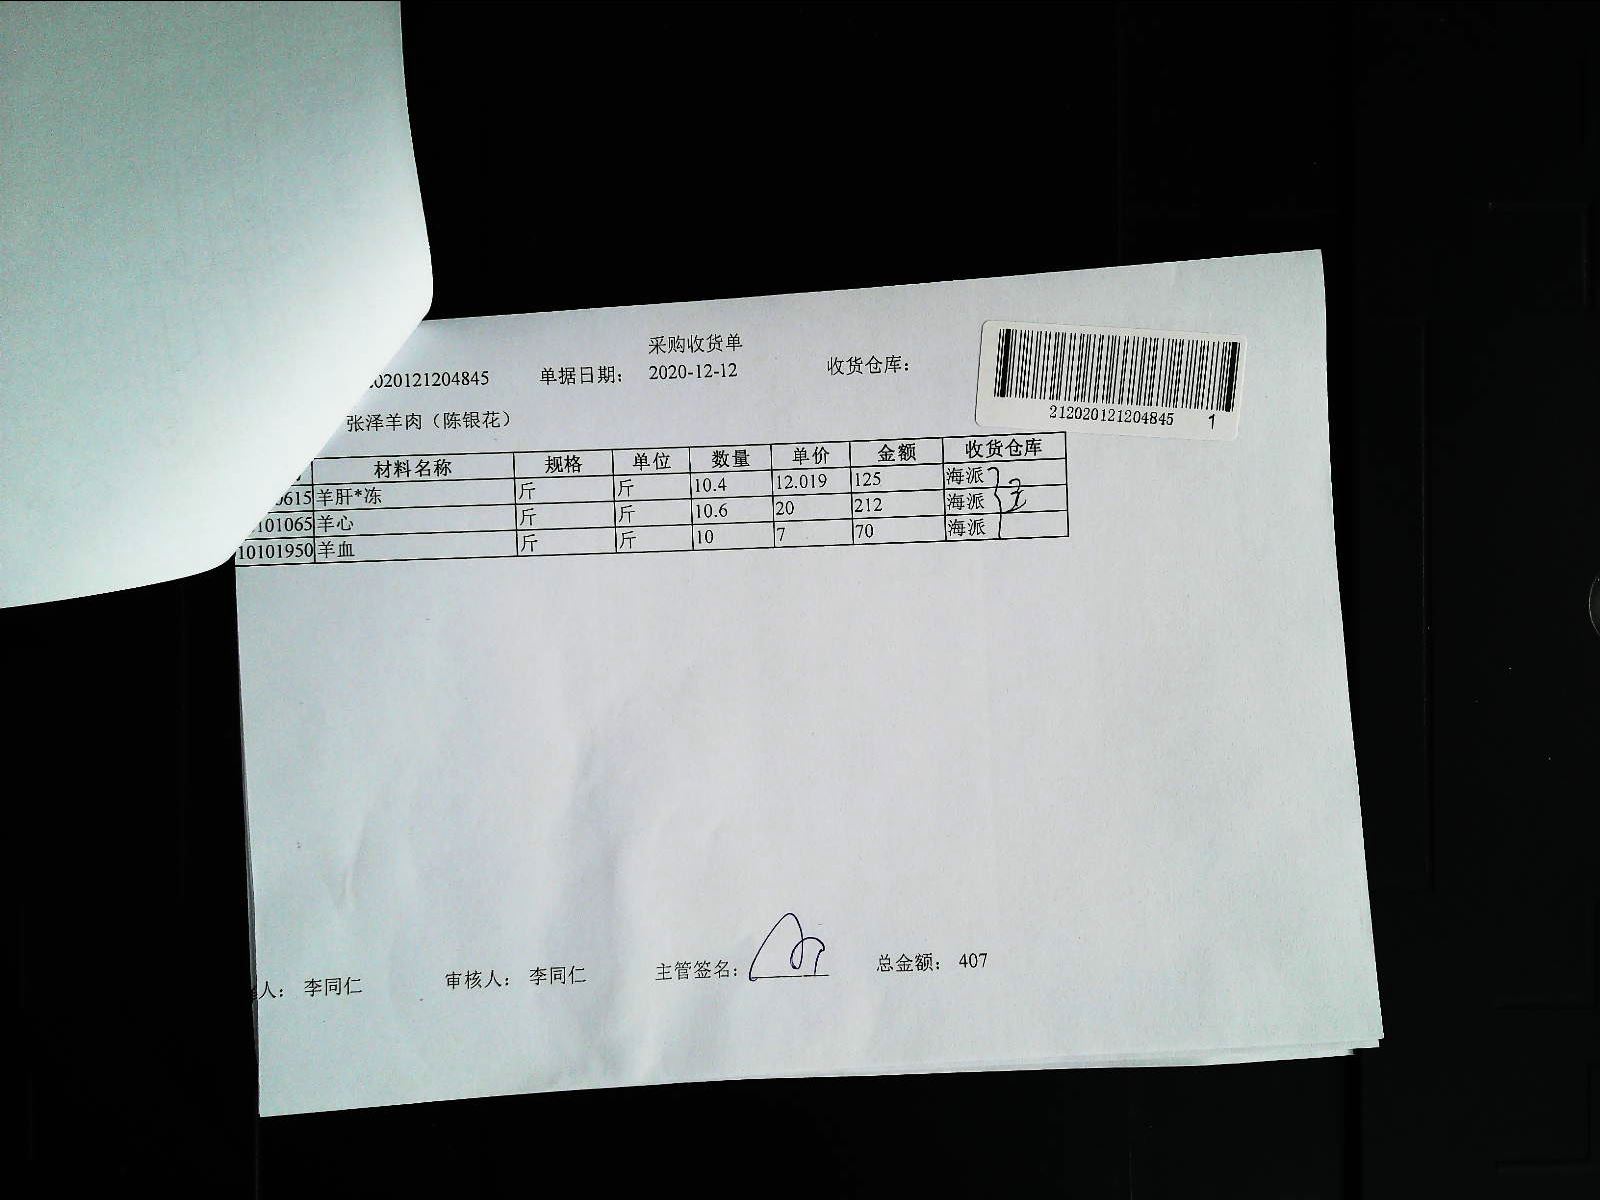 采购收货单
020121204845 单据日期： 2020-12-12 收货仓库：
212020121204845 1
张泽羊肉（陈银花）
材料名称 规格 单位 数量 单价 金额 收货仓库
0615 羊肝*冻 斤 斤 10.4 12.019 125 海派
101065 羊心 斤 斤 10.6 20 212 海派
10101950 羊血 斤 斤 10 7 70 海派
人： 李同仁 审核人： 李同仁 主管签名： 总金额： 407